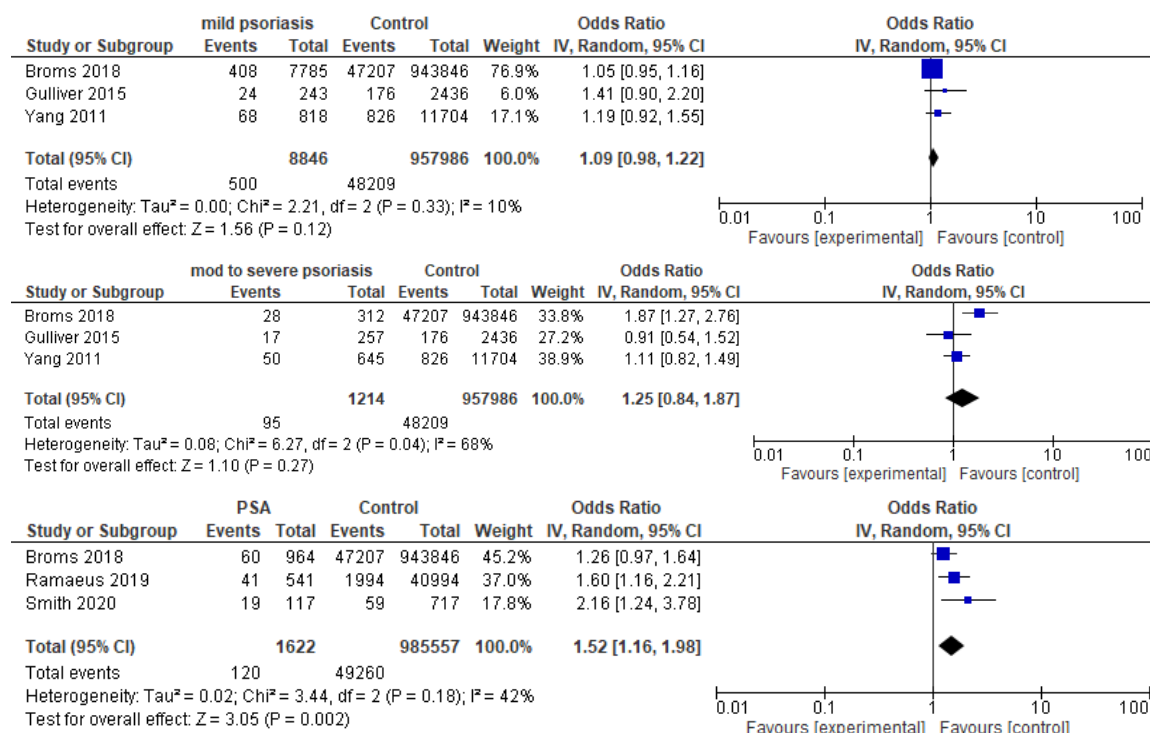 mild psoriasis Control Odds Ratio Odds Ratio
Study or Subgroup Events Total Events Total Weight IV, Random, 95% CI IV, Random, 95% CI
Broms 2018 408 7785 47207 943846 76.9% 1.05 [0.95, 1.16]
Gulliver 2015 24 243 176 2436 6.0% 1.41 [0.90, 2.20]
Yang 2011 68 818 826 11704 17.1% 1.19 [0.92, 1.55]
Total (95% CI) 8846 957986 100.0% 1.09 [0.98, 1.22]
Total events 500 48209
Heterogeneity: Tau² = 0.00; Chi² = 2.21, df = 2 (P = 0.33); I² = 10%
Test for overall effect: Z = 1.56 (P = 0.12)
0.01 0.1 1 10 100
Favours [experimental] Favours [control]
mod to severe psoriasis Control Odds Ratio Odds Ratio
Study or Subgroup Events Total Events Total Weight IV, Random, 95% CI IV, Random, 95% CI
Broms 2018 28 312 47207 943846 33.8% 1.87 [1.27, 2.76]
Gulliver 2015 17 257 176 2436 27.2% 0.91 [0.54, 1.52]
Yang 2011 50 645 826 11704 38.9% 1.11 [0.82, 1.49]
Total (95% CI) 1214 957986 100.0% 1.25 [0.84, 1.87]
Total events 95 48209
Heterogeneity: Tau² = 0.08; Chi² = 6.27, df = 2 (P = 0.04); I² = 68%
Test for overall effect: Z = 1.10 (P = 0.27)
0.01 0.1 1 10 100
Favours [experimental] Favours [control]
PSA Control Odds Ratio Odds Ratio
Study or Subgroup Events Total Events Total Weight IV, Random, 95% CI IV, Random, 95% CI
Broms 2018 60 964 47207 943846 45.2% 1.26 [0.97, 1.64]
Ramaeus 2019 41 541 1994 40994 37.0% 1.60 [1.16, 2.21]
Smith 2020 19 117 59 717 17.8% 2.16 [1.24, 3.78]
Total (95% CI) 1622 985557 100.0% 1.52 [1.16, 1.98]
Total events 120 49260
Heterogeneity: Tau² = 0.02; Chi² = 3.44, df = 2 (P = 0.18); I² = 42%
Test for overall effect: Z = 3.05 (P = 0.002)
0.01 0.1 1 10 100
Favours [experimental] Favours [control]